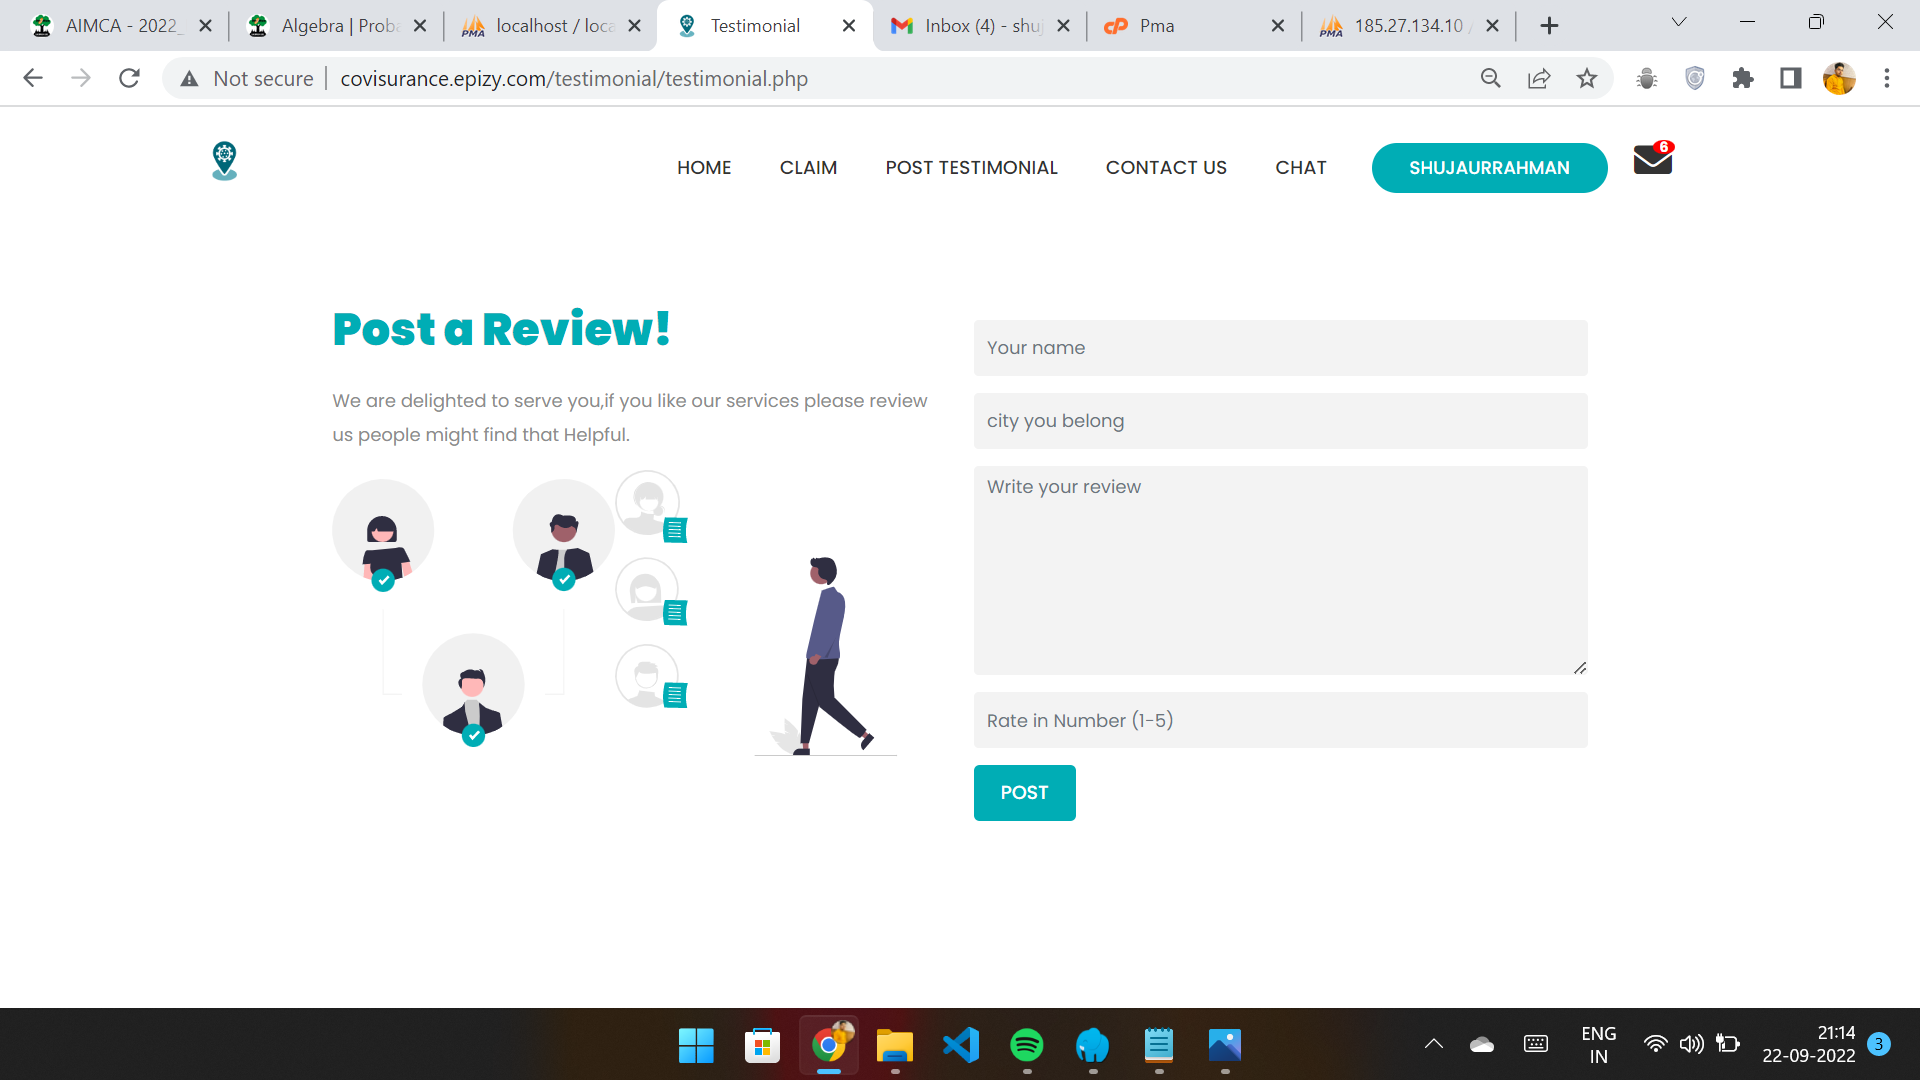 AIMCA - 2022_
Algebra | Proba
localhost / loca
Testimonial
Inbox (4) - shuj
Pma
185.27.134.10 /
Not secure
covisurance.epizy.com/testimonial/testimonial.php
HOME
CLAIM
POST TESTIMONIAL
CONTACT US
CHAT
SHUJAURRAHMAN
6
Post a Review!
We are delighted to serve you,if you like our services please review
us people might find that Helpful.
Your name
city you belong
Write your review
Rate in Number (1-5)
POST
ENG
IN
21:14
22-09-2022
3